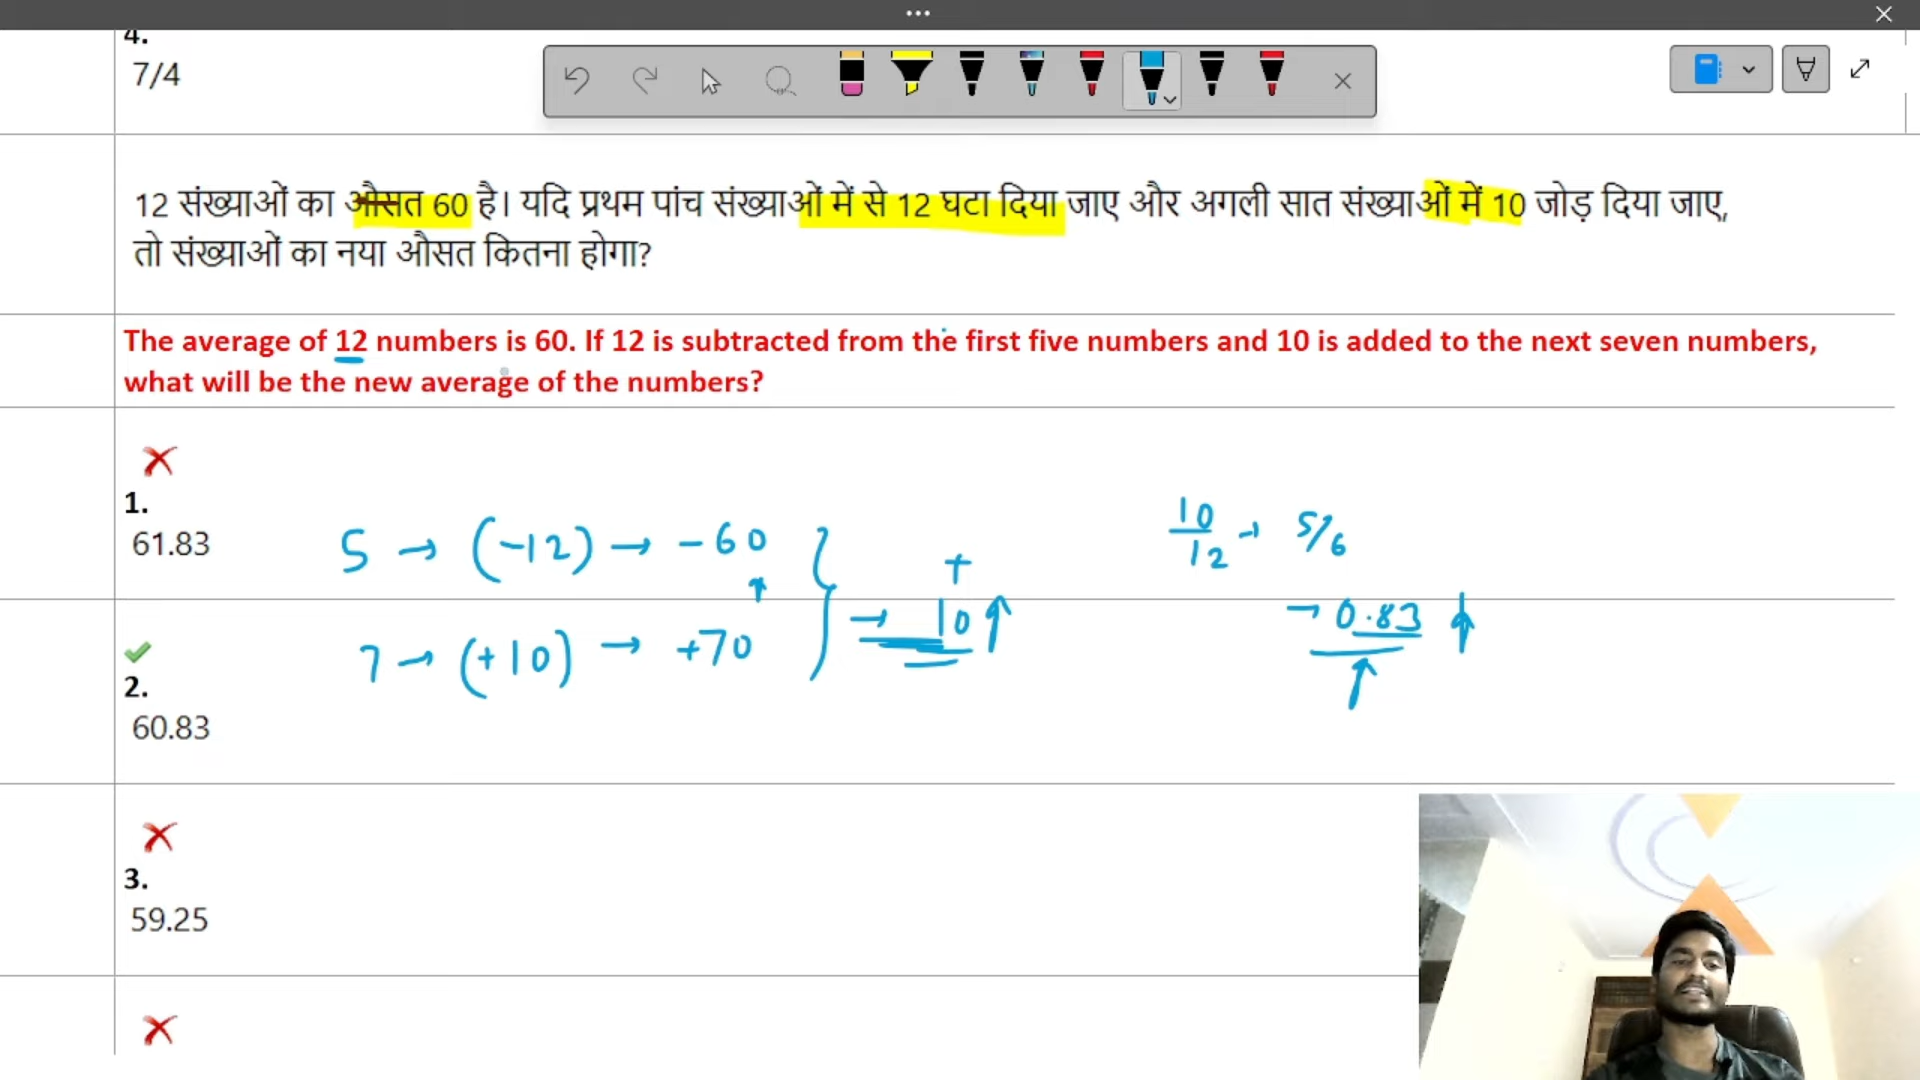 4.
7/4
12 संख्याओं का औसत 60 है। यदि प्रथम पांच संख्याओं में से 12 घटा दिया जाए और अगली सात संख्याओं में 10 जोड़ दिया जाए,
तो संख्याओं का नया औसत कितना होगा?
The average of 12 numbers is 60. If 12 is subtracted from the first five numbers and 10 is added to the next seven numbers,
what will be the new average of the numbers?
1.
61.83
5 → (-12) → -60
7 → (+10) → +70
→ +10 ↑
10/12 → 5/6
→ 0.83 ↑
2.
60.83
3.
59.25